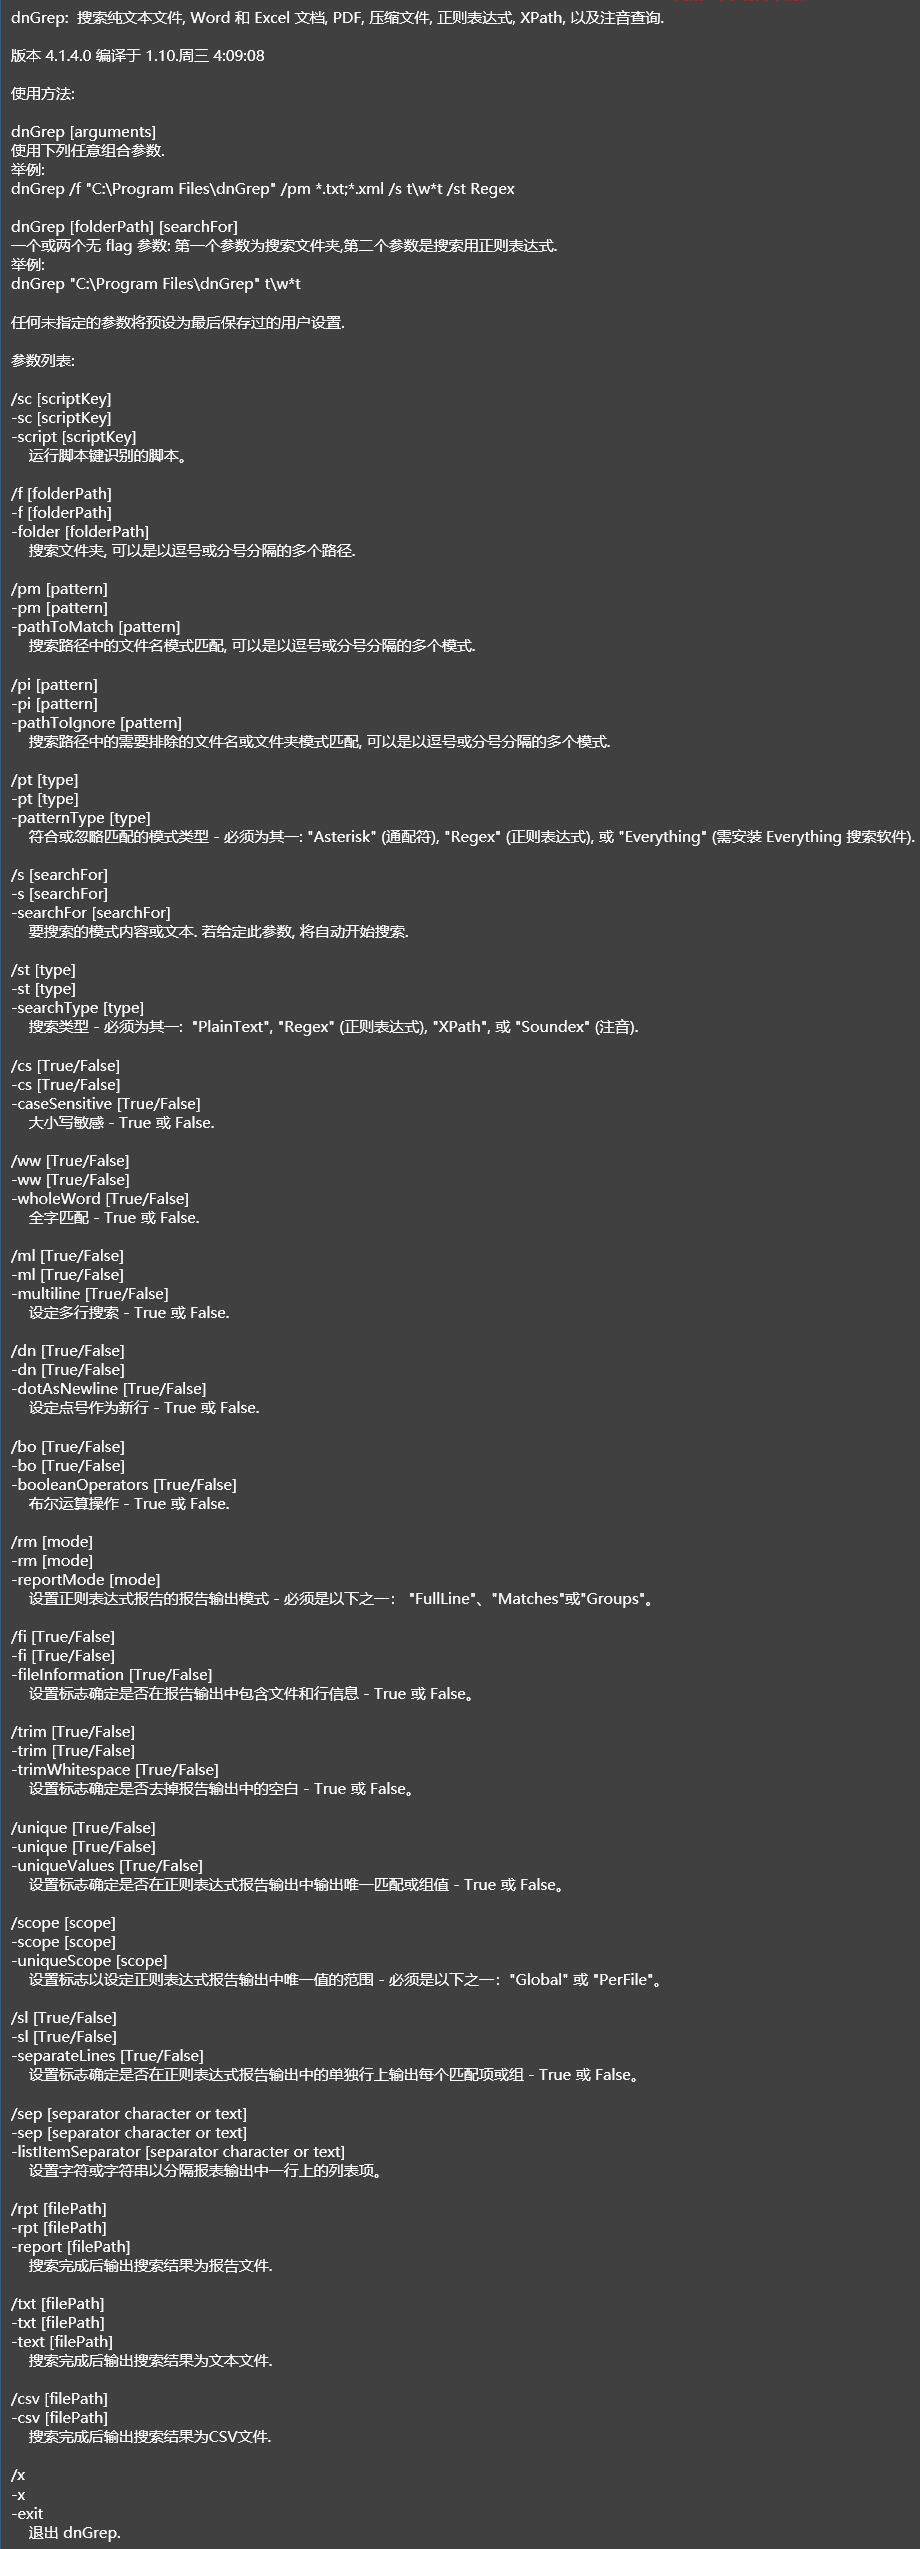 dnGrep:  搜索纯文本文件, Word 和 Excel 文档, PDF, 压缩文件, 正则表达式, XPath, 以及注音查询.
版本 4.1.4.0 编译于 1.10.周三 4:09:08
使用方法:
dnGrep [arguments]
使用下列任意组合参数.
举例:
dnGrep /f "C:\Program Files\dnGrep" /pm *.txt;*.xml /s t\w*t /st Regex
dnGrep [folderPath] [searchFor]
一个或两个无 flag 参数: 第一个参数为搜索文件夹,第二个参数是搜索用正则表达式.
举例:
dnGrep "C:\Program Files\dnGrep" t\w*t
任何未指定的参数将预设为最后保存过的用户设置.
参数列表:
/sc [scriptKey]
-sc [scriptKey]
-script [scriptKey]
运行脚本键识别的脚本。
/f [folderPath]
-f [folderPath]
-folder [folderPath]
搜索文件夹, 可以是以逗号或分号分隔的多个路径.
/pm [pattern]
-pm [pattern]
-pathToMatch [pattern]
搜索路径中的文件名模式匹配, 可以是以逗号或分号分隔的多个模式.
/pi [pattern]
-pi [pattern]
-pathToIgnore [pattern]
搜索路径中的需要排除的文件名或文件夹模式匹配, 可以是以逗号或分号分隔的多个模式.
/pt [type]
-pt [type]
-patternType [type]
符合或忽略匹配的模式类型 - 必须为其一: "Asterisk" (通配符), "Regex" (正则表达式), 或 "Everything" (需安装 Everything 搜索软件).
/s [searchFor]
-s [searchFor]
-searchFor [searchFor]
要搜索的模式内容或文本. 若给定此参数, 将自动开始搜索.
/st [type]
-st [type]
-searchType [type]
搜索类型 - 必须为其一:  "PlainText", "Regex" (正则表达式), "XPath", 或 "Soundex" (注音).
/cs [True/False]
-cs [True/False]
-caseSensitive [True/False]
大小写敏感 - True 或 False.
/ww [True/False]
-ww [True/False]
-wholeWord [True/False]
全字匹配 - True 或 False.
/ml [True/False]
-ml [True/False]
-multiline [True/False]
设定多行搜索 - True 或 False.
/dn [True/False]
-dn [True/False]
-dotAsNewline [True/False]
设定点号作为新行 - True 或 False.
/bo [True/False]
-bo [True/False]
-booleanOperators [True/False]
布尔运算操作 - True 或 False.
/rm [mode]
-rm [mode]
-reportMode [mode]
设置正则表达式报告的报告输出模式 - 必须是以下之一： "FullLine"、"Matches"或"Groups"。
/fi [True/False]
-fi [True/False]
-fileInformation [True/False]
设置标志确定是否在报告输出中包含文件和行信息 - True 或 False。
/trim [True/False]
-trim [True/False]
-trimWhitespace [True/False]
设置标志确定是否去掉报告输出中的空白 - True 或 False。
/unique [True/False]
-unique [True/False]
-uniqueValues [True/False]
设置标志确定是否在正则表达式报告输出中输出唯一匹配或组值 - True 或 False。
/scope [scope]
-scope [scope]
-uniqueScope [scope]
设置标志以设定正则表达式报告输出中唯一值的范围 - 必须是以下之一："Global" 或 "PerFile"。
/sl [True/False]
-sl [True/False]
-separateLines [True/False]
设置标志确定是否在正则表达式报告输出中的单独行上输出每个匹配项或组 - True 或 False。
/sep [separator character or text]
-sep [separator character or text]
-listItemSeparator [separator character or text]
设置字符或字符串以分隔报表输出中一行上的列表项。
/rpt [filePath]
-rpt [filePath]
-report [filePath]
搜索完成后输出搜索结果为报告文件.
/txt [filePath]
-txt [filePath]
-text [filePath]
搜索完成后输出搜索结果为文本文件.
/csv [filePath]
-csv [filePath]
搜索完成后输出搜索结果为CSV文件.
/x
-x
-exit
退出 dnGrep.